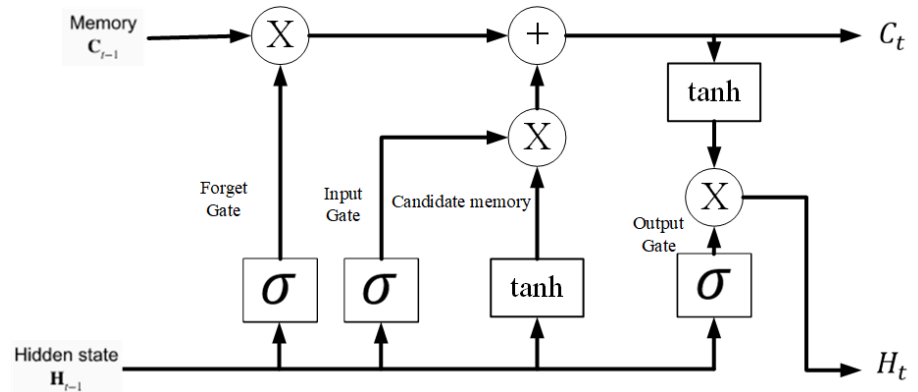 Memory
C_{t-1}
X
+
C_t
tanh
X
Forget
Gate
Input
Gate
Candidate memory
X
Output
Gate
σ
σ
tanh
σ
Hidden state
H_{t-1}
H_t